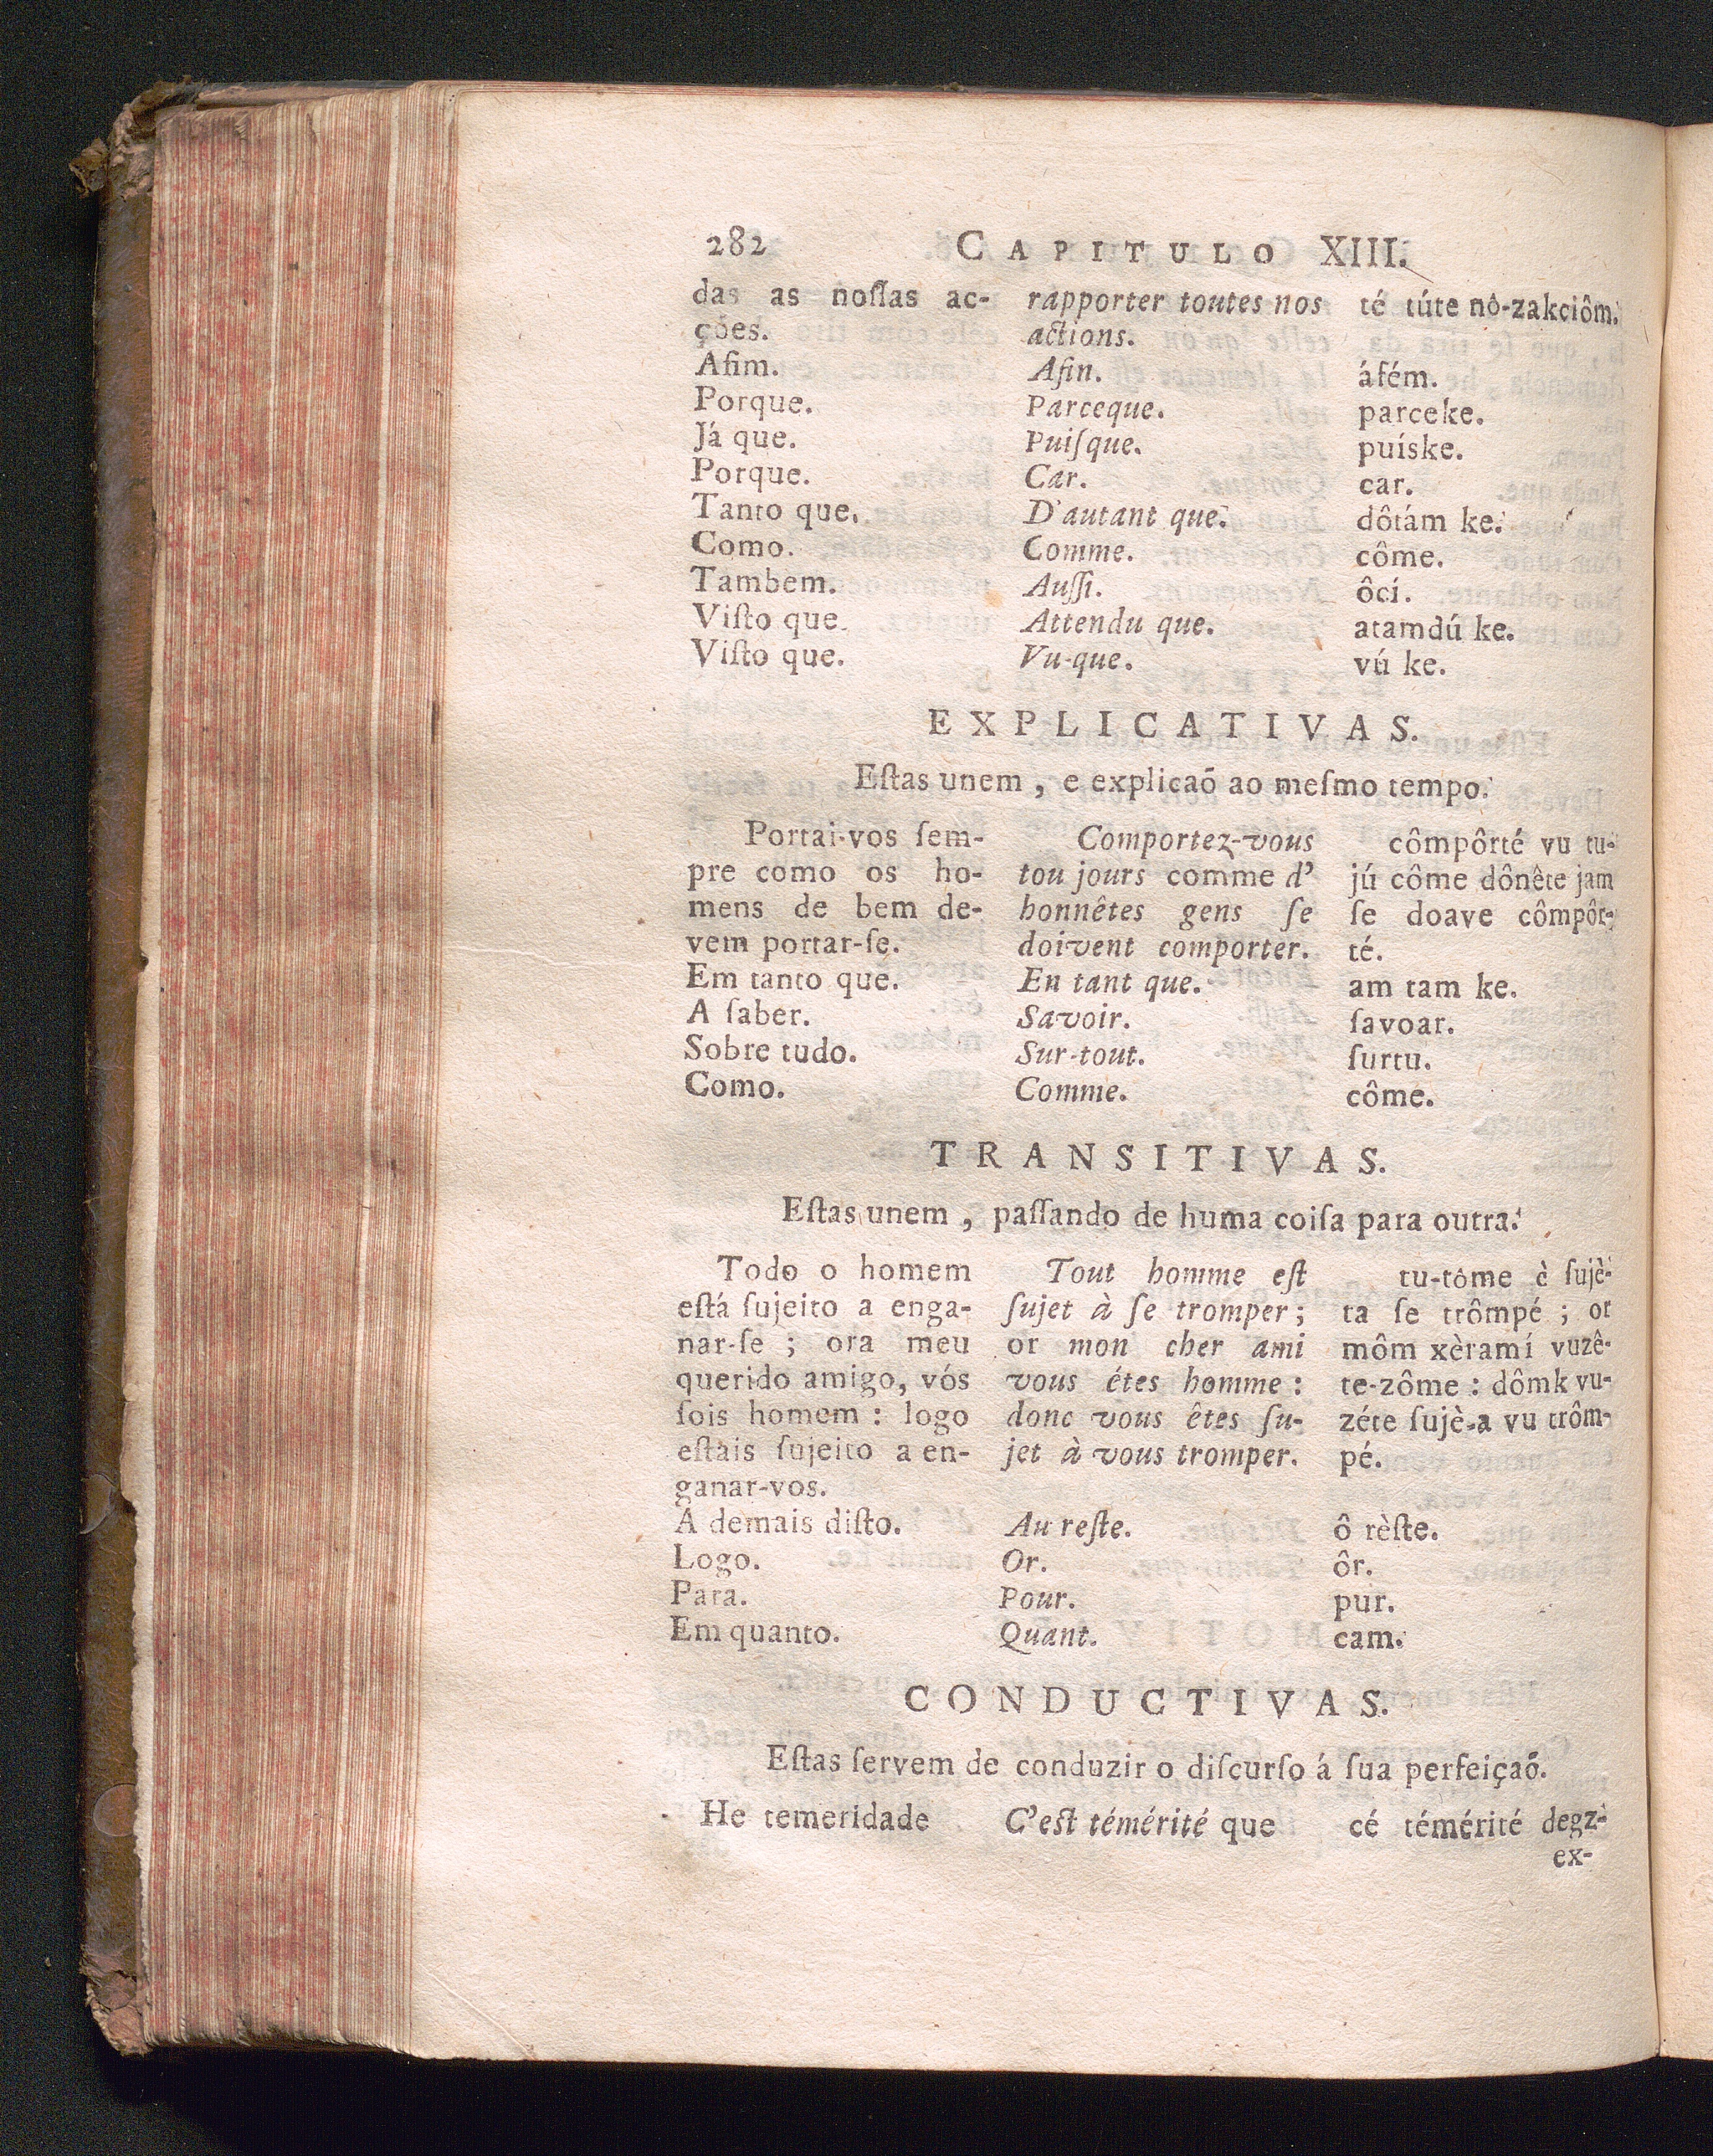 282 CAPITULO XIII.
das as noſſas ac- rapporter toutes nos té túte nô-zakciôm.
ções. actions.
Afim. Afin. áfém.
Porque. Parceque. parceke.
Já que. Puiſque. puíske.
Porque. Car. car.
Tanto que. D'autant que. dôtám ke.
Como. Comme. côme.
Tambem. Auſſi. ôcí.
Viſto que. Attendu que. atamdú ke.
Viſto que. Vu-que. vú ke.
EXPLICATIVAS.
Eſtas unem, e explicaõ ao meſmo tempo.
Portai-vos ſem- Comportez-vous cômpôrté vu tu-
pre como os ho- tou jours comme d' jú côme dônête jam
mens de bem de- honnêtes gens ſe ſe doave cômpôr-
vem portar-ſe. doivent comporter. té.
Em tanto que. En tant que. am tam ke.
A ſaber. Savoir. ſavoar.
Sobre tudo. Sur-tout. ſurtu.
Como. Comme. côme.
TRANSITIVAS.
Eſtas unem, paſſando de huma coiſa para outra.
Todo o homem Tout homme eſt tu-tôme è ſujè-
eſtá ſujeito a enga- ſujet à ſe tromper; ta ſe trômpé; or
nar-ſe; ora meu or mon cher ami môm xèramí vuzê-
querido amigo, vós vous étes homme: te-zôme: dômk vu-
ſois homem: logo donc vous êtes ſu- zéte ſujè-a vu trôm-
eſtais ſujeito a en- jet à vous tromper. pé.
ganar-vos.
A demais diſto. Au reſte. ô rèſte.
Logo. Or. ôr.
Para. Pour. pur.
Em quanto. Quant. cam.
CONDUCTIVAS.
Eſtas ſervem de conduzir o diſcurſo á ſua perfeiçaõ.
He temeridade C'est témérité que cé témérité degz-
ex-